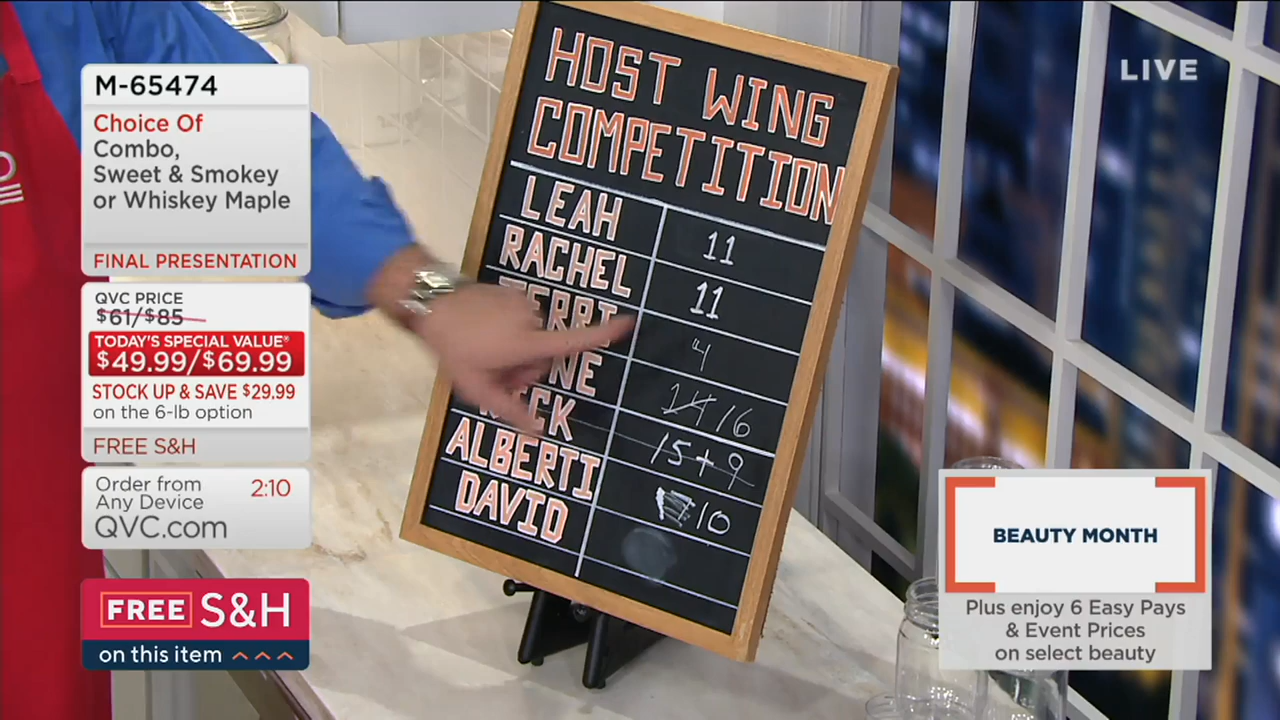 M-65474
Choice Of
Combo,
Sweet & Smokey
or Whiskey Maple
FINAL PRESENTATION
QVC PRICE
$61/$85
TODAY'S SPECIAL VALUE®
$49.99/$69.99
STOCK UP & SAVE $29.99
on the 6-lb option
FREE S&H
Order from
Any Device
2:10
QVC.com
FREE S&H
on this item
HOST WING
COMPETITION
LEAH 11
RACHEL 11
4
14 16
15+9
ALBERTI 10
DAVID
LIVE
BEAUTY MONTH
Plus enjoy 6 Easy Pays
& Event Prices
on select beauty